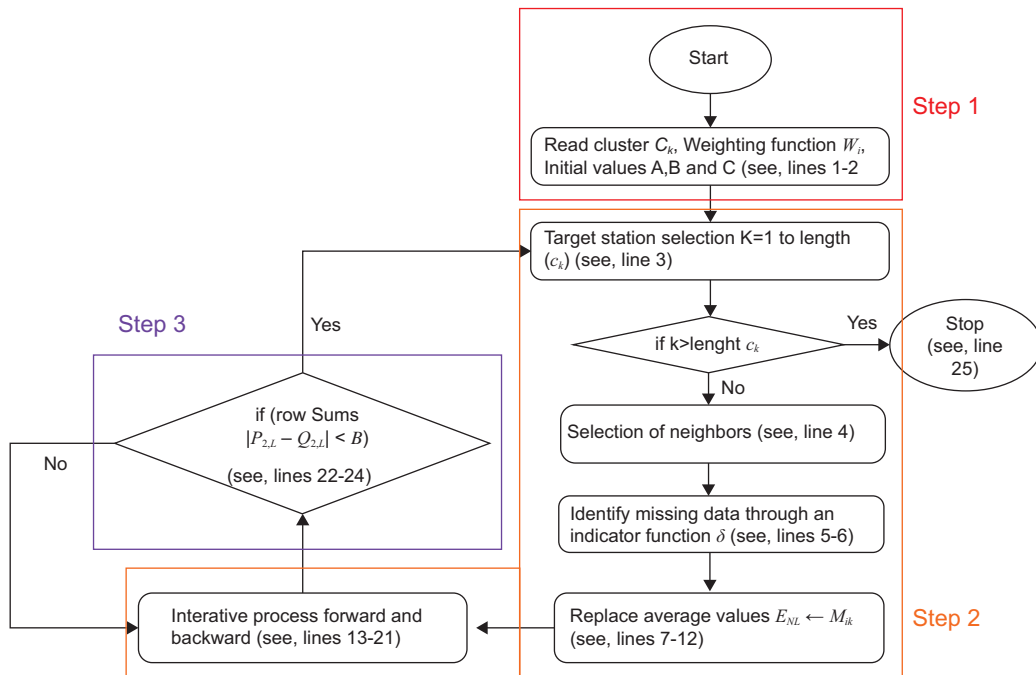 Start
Step 1
Read cluster Cₖ, Weighting function Wᵢ,
Initial values A,B and C (see, lines 1-2
Target station selection K=1 to length
(cₖ) (see, line 3)
if k>lenght cₖ
Yes
Stop
(see, line
25)
No
Selection of neighbors (see, line 4)
Identify missing data through an
indicator function δ (see, lines 5-6)
Replace average values E_NL ← M_ik
(see, lines 7-12)
Step 2
Interative process forward and
backward (see, lines 13-21)
Step 3
if (row Sums
|P_2,L − Q_2,L| < B)
(see, lines 22-24)
Yes
No